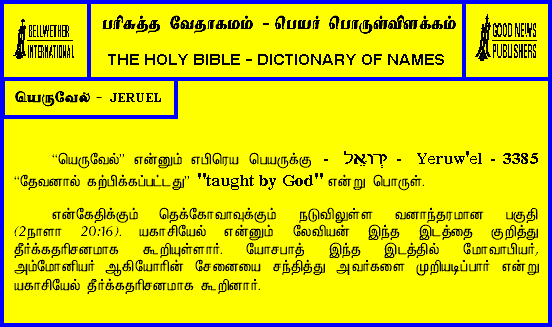 BELLWETHER
INTERNATIONAL
பரிசுத்த வேதாகமம் - பெயர் பொருள்விளக்கம்
THE HOLY BIBLE - DICTIONARY OF NAMES
GOOD NEWS
PUBLISHERS
யெருவேல் - JERUEL
“யெருவேல்” என்னும் எபிரெய பெயருக்கு - - Yeruw'el - 3385
“தேவனால் கற்பிக்கப்பட்டது” "taught by God" என்று பொருள்.
என்கேதிக்கும் தெக்கோவாவுக்கும் நடுவிலுள்ள வனாந்தரமான பகுதி
(2நாளா 20:16). யகாசியேல் என்னும் லேவியன் இந்த இடத்தை குறித்து
தீர்க்கதரிசனமாக கூறியுள்ளார். யோசபாத் இந்த இடத்தில் மோவாபியர்,
அம்மோனியர் ஆகியோரின் சேனையை சந்தித்து அவர்களை முறியடிப்பார் என்று
யகாசியேல் தீர்க்கதரிசனமாக கூறினார்.